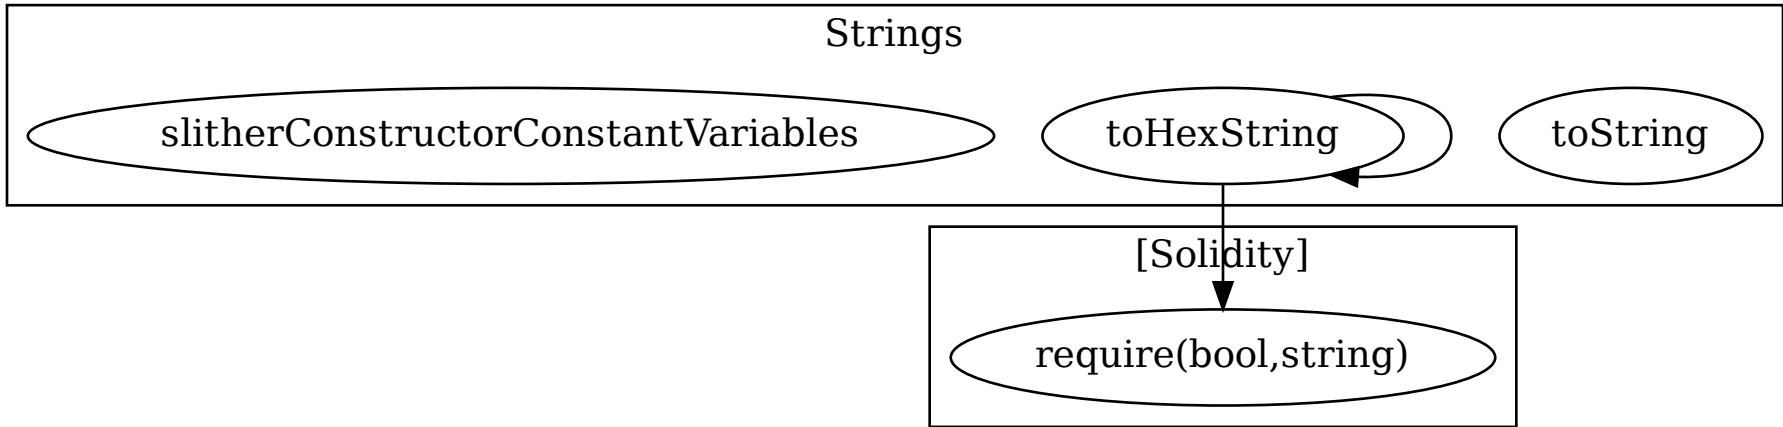 Strings
slitherConstructorConstantVariables
toHexString
toString
[Solidity]
require(bool,string)